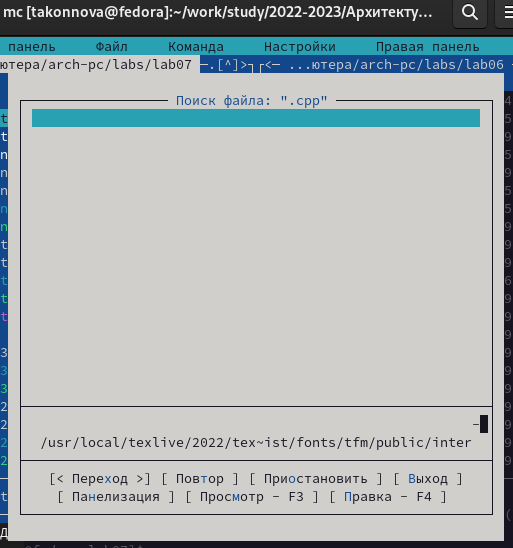 mc [takonnova@fedora]:~/work/study/2022-2023/Архитекту...
панель Файл Команда Настройки Правая панель
ютера/arch-pc/labs/lab07 .[^]> <─ ...ютера/arch-pc/labs/lab06
Поиск файла: ".cpp"
/usr/local/texlive/2022/tex~ist/fonts/tfm/public/inter
[< Переход >] [ Повтор ] [ Приостановить ] [ Выход ]
[ Панелизация ] [ Просмотр - F3 ] [ Правка - F4 ]